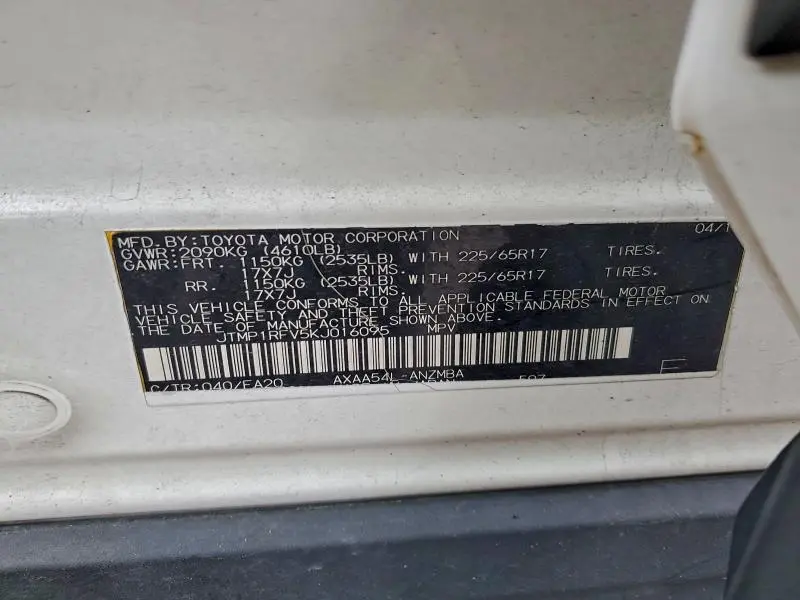 MFD. BY: TOYOTA MOTOR CORPORATION 04/1
GVWR: 2090KG (4610LB)
GAWR: FRT. 1150KG (2535LB) WITH 225/65R17 TIRES.
17X7J RIMS.
RR. 1150KG (2535LB) WITH 225/65R17 TIRES.
17X7J RIMS.
THIS VEHICLE CONFORMS TO ALL APPLICABLE FEDERAL MOTOR
VEHICLE SAFETY AND THEFT PREVENTION STANDARDS IN EFFECT ON
THE DATE OF MANUFACTURE SHOWN ABOVE.
JTMP1RFV5KJ016095 MPV
C/TR: 040/FA20 AXAA54L-ANZMBA